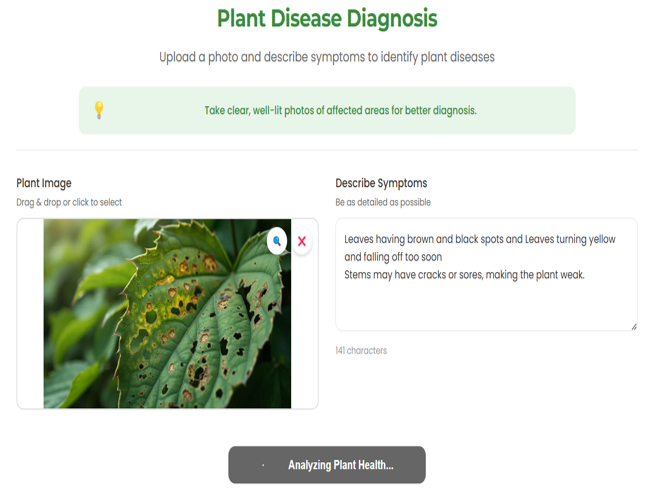 Plant Disease Diagnosis
Upload a photo and describe symptoms to identify plant diseases
Take clear, well-lit photos of affected areas for better diagnosis.
Plant Image
Drag & drop or click to select
Describe Symptoms
Be as detailed as possible
Leaves having brown and black spots and Leaves turning yellow
and falling off too soon
Stems may have cracks or sores, making the plant weak.
141 characters
Analyzing Plant Health...